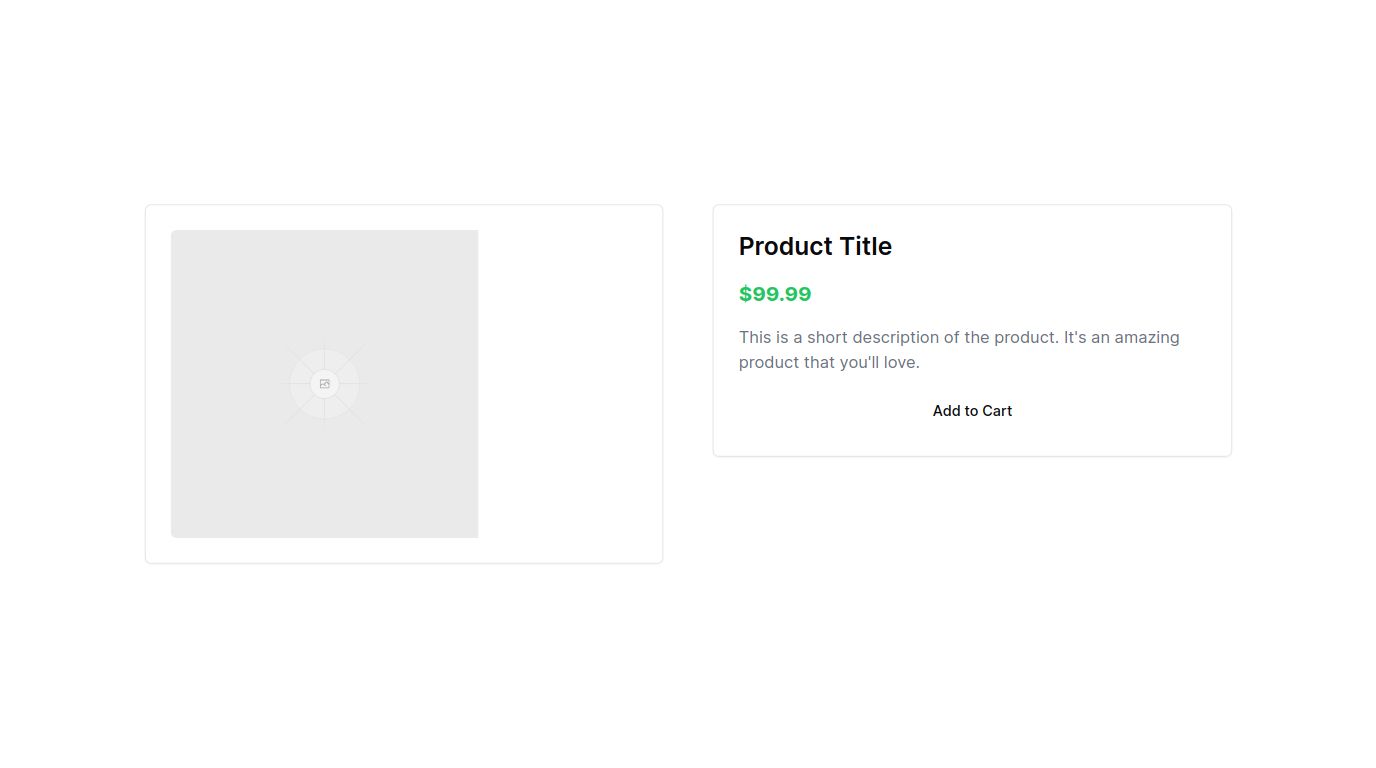 Product Title
$99.99
This is a short description of the product. It's an amazing
product that you'll love.
Add to Cart